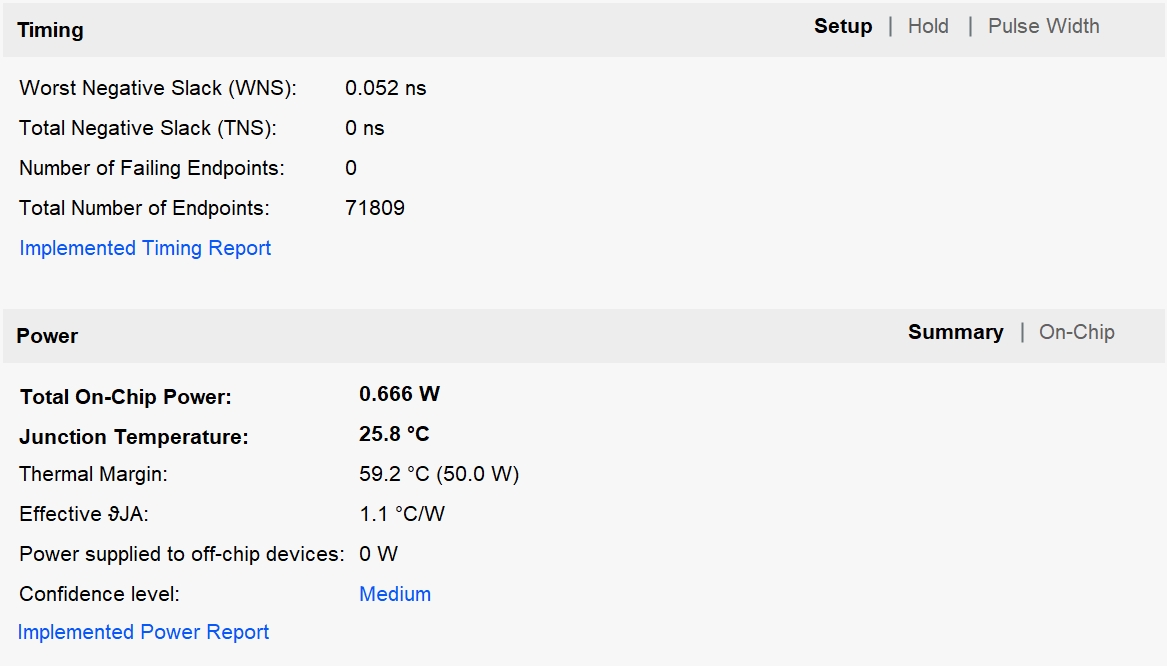 Timing Setup | Hold | Pulse Width
Worst Negative Slack (WNS): 0.052 ns
Total Negative Slack (TNS): 0 ns
Number of Failing Endpoints: 0
Total Number of Endpoints: 71809
Implemented Timing Report
Power Summary | On-Chip
Total On-Chip Power: 0.666 W
Junction Temperature: 25.8 °C
Thermal Margin: 59.2 °C (50.0 W)
Effective ϑJA: 1.1 °C/W
Power supplied to off-chip devices: 0 W
Confidence level: Medium
Implemented Power Report